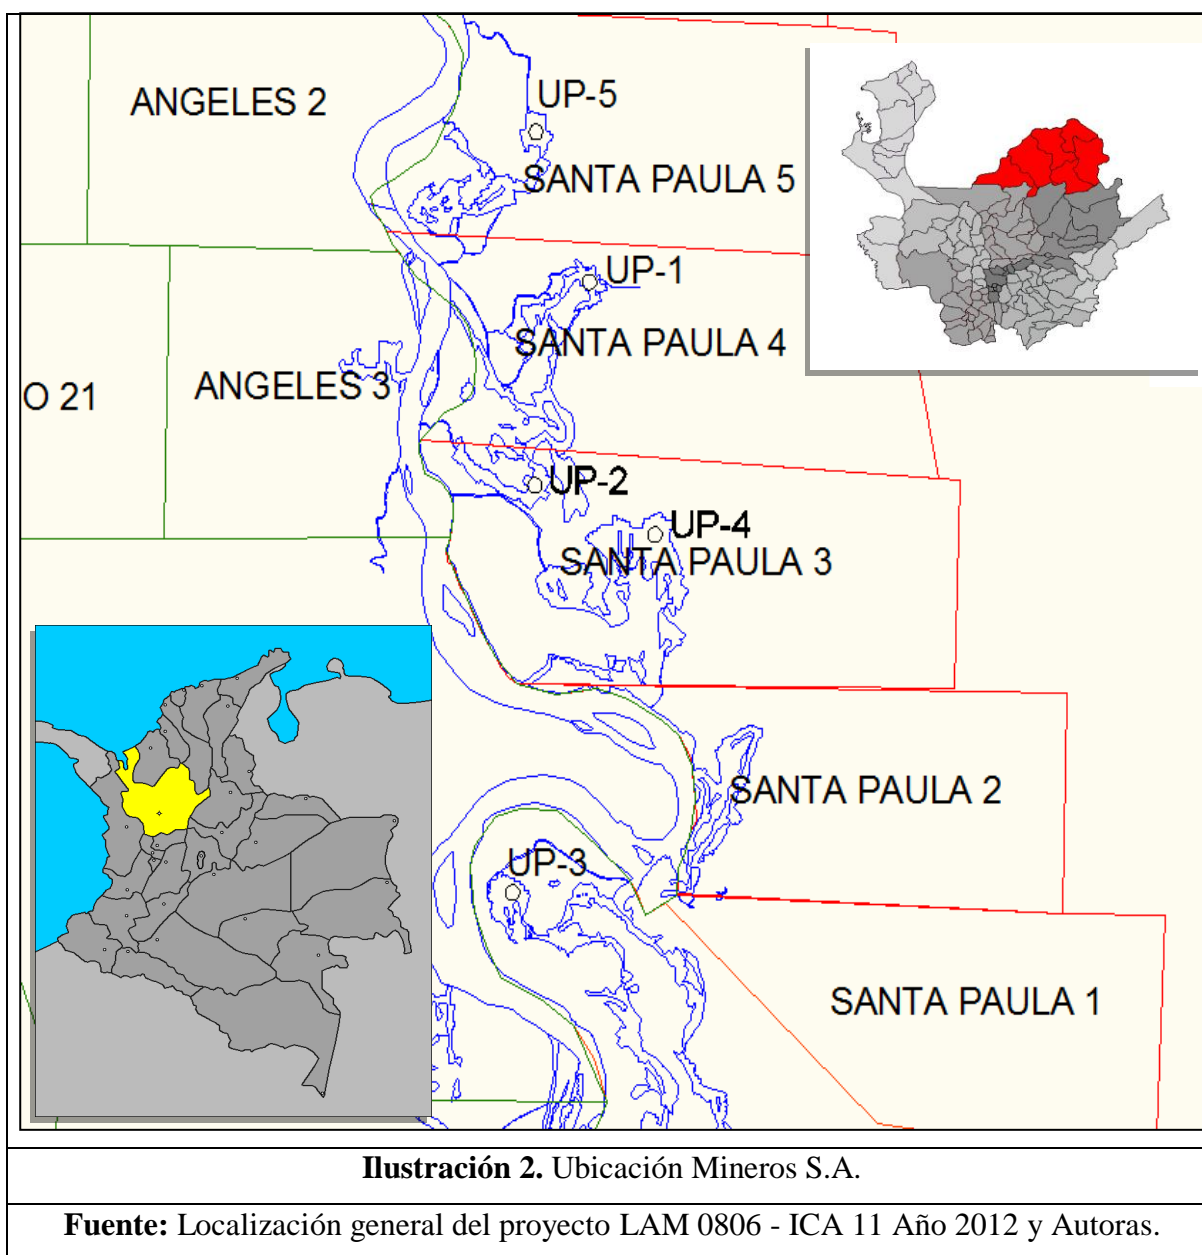 ANGELES 2
UP-5
SANTA PAULA 5
UP-1
SANTA PAULA 4
ANGELES 3
O 21
UP-2
UP-4
SANTA PAULA 3
SANTA PAULA 2
UP-3
SANTA PAULA 1
Ilustración 2. Ubicación Mineros S.A.
Fuente: Localización general del proyecto LAM 0806 - ICA 11 Año 2012 y Autoras.